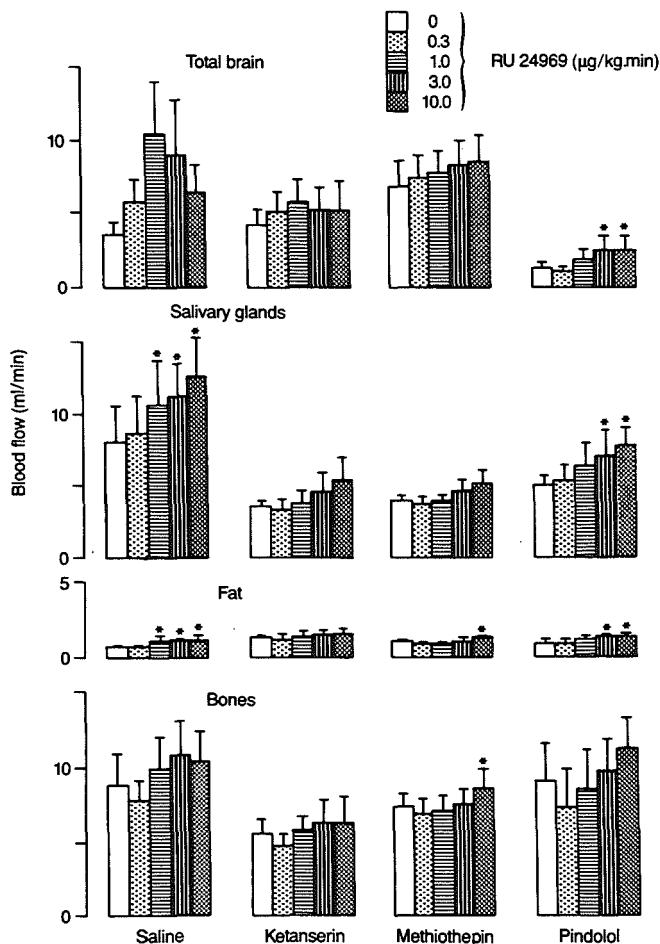 0
0.3
1.0
3.0
10.0
RU 24969 (µg/kg.min)
Total brain
10
0
* *
Salivary glands
10
0
* * *
* *
Blood flow (ml/min)
Fat
5
0
* * *
*
* *
Bones
10
0
*
Saline Ketanserin Methiothepin Pindolol